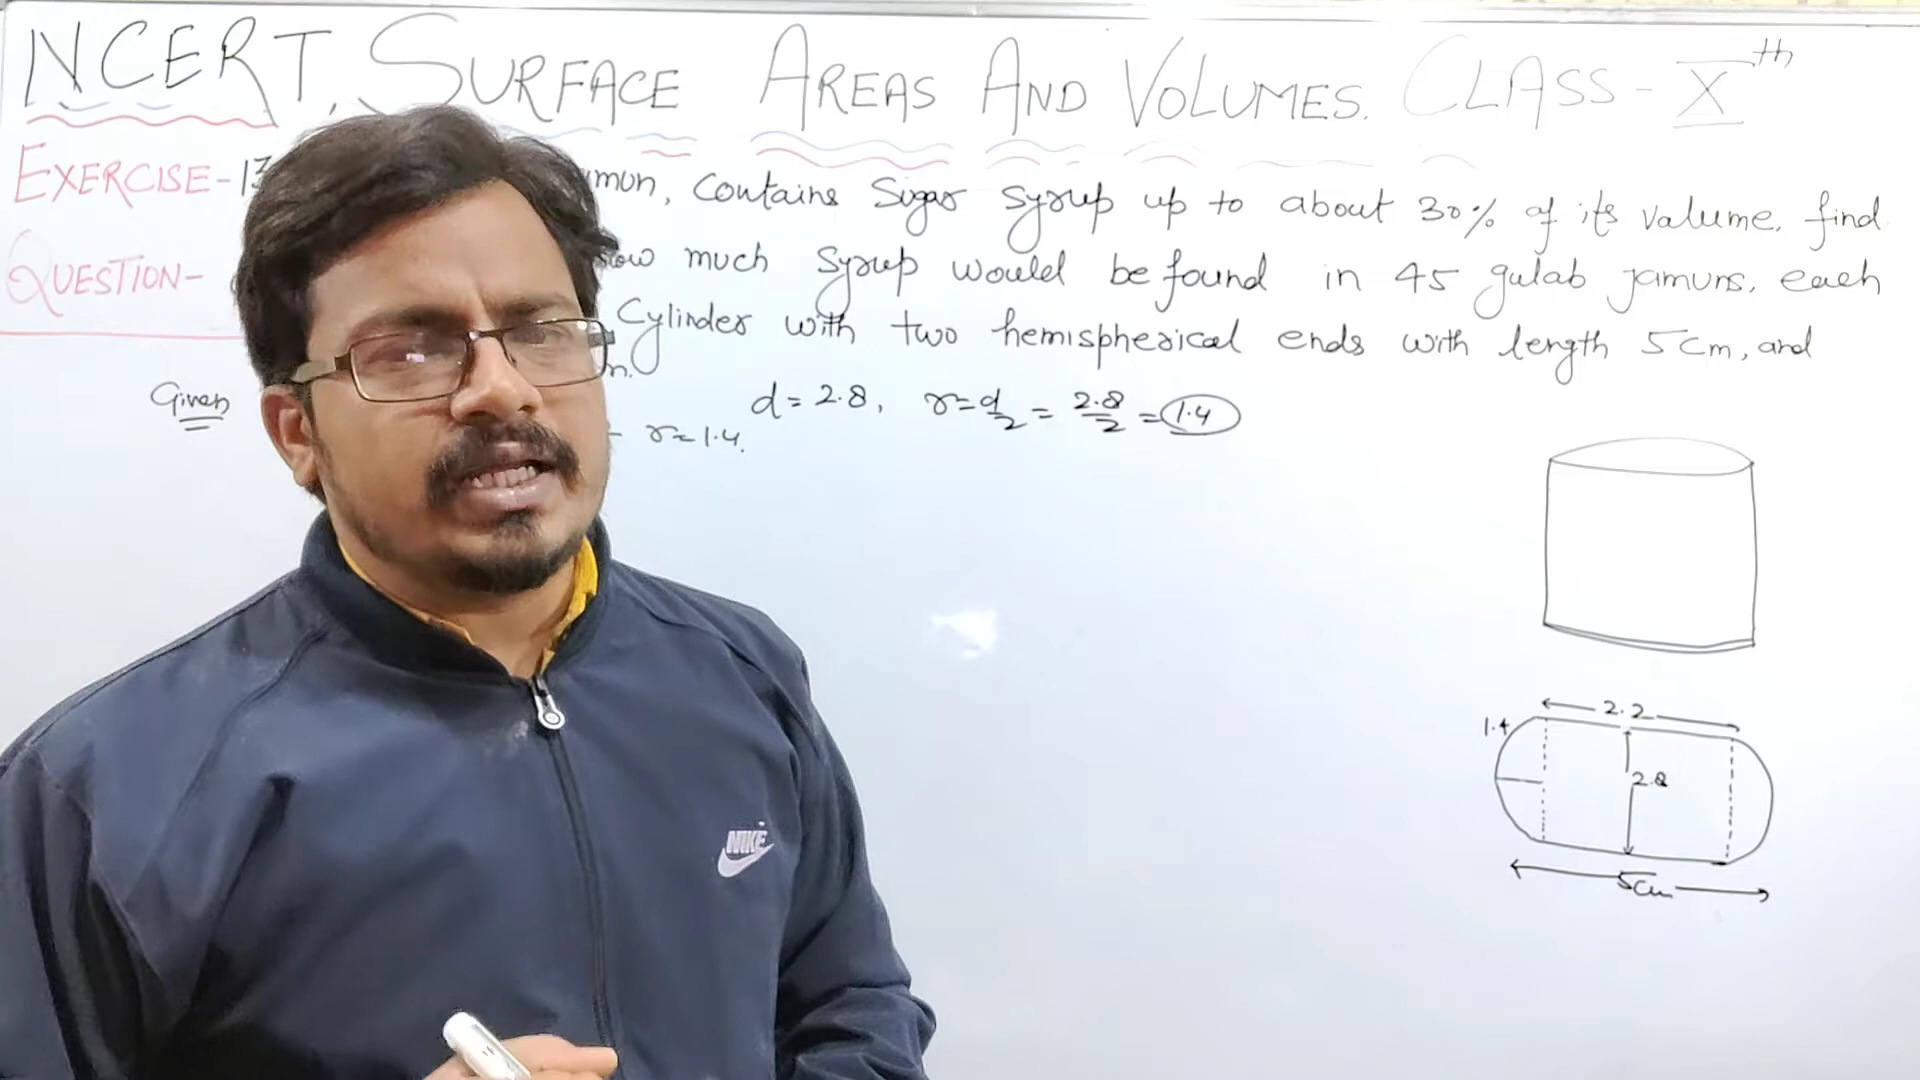 NCERT, SURFACE AREAS AND VOLUMES. CLASS - Xth
EXERCISE-13
mun, Contains Sugar Syrup up to about 30% of its valume, find
QUESTION-
how much Syrup would be found in 45 gulab jamuns, each
Cylinder with two hemispherical ends with length 5cm, and
Given
d = 2.8, r = d/2 = 2.8/2 = 1.4
r = 1.4.
2.2
1.4
2.8
5cm
NIKE